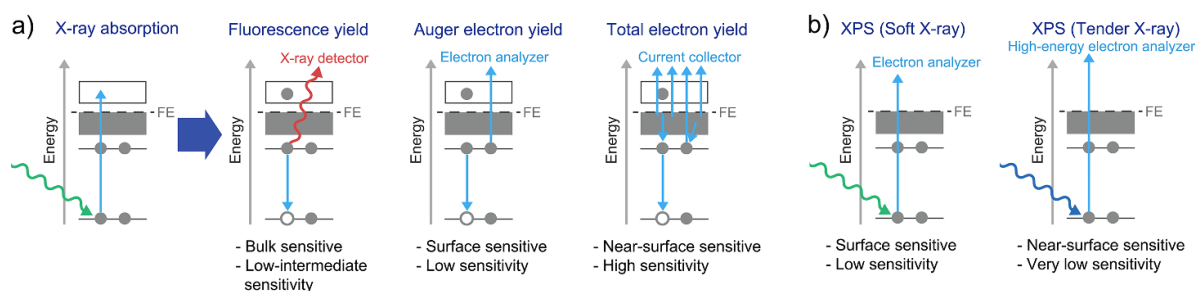 a)
X-ray absorption
Energy
FE
Fluorescence yield
X-ray detector
Energy
FE
- Bulk sensitive
- Low-intermediate
sensitivity
Auger electron yield
Electron analyzer
Energy
FE
- Surface sensitive
- Low sensitivity
Total electron yield
Current collector
Energy
FE
- Near-surface sensitive
- High sensitivity
b)
XPS (Soft X-ray)
Electron analyzer
Energy
FE
- Surface sensitive
- Low sensitivity
XPS (Tender X-ray)
High-energy electron analyzer
Energy
FE
- Near-surface sensitive
- Very low sensitivity